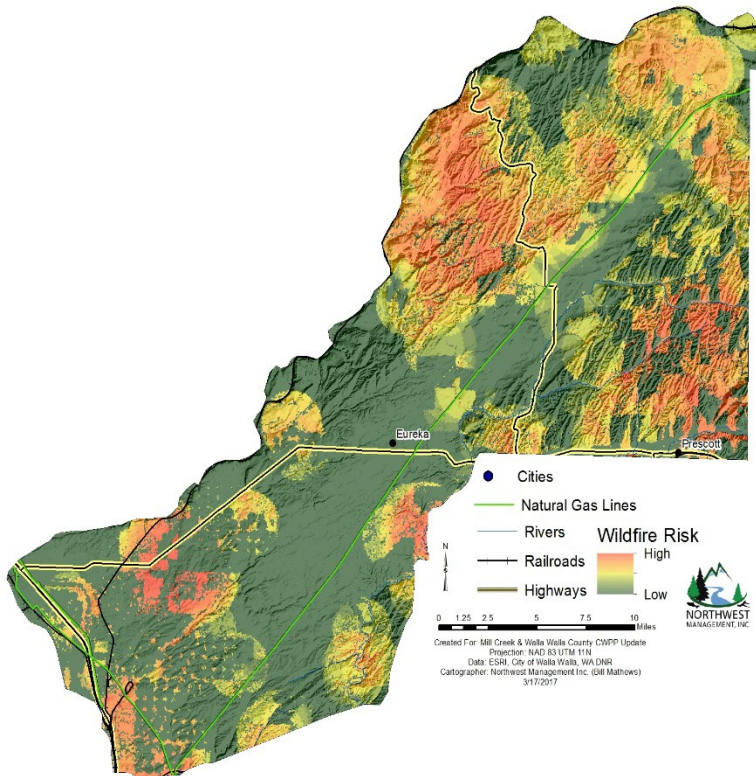 Eureka
Prescott
Cities
Natural Gas Lines
Rivers
Railroads
Highways
Wildfire Risk
High
Low
N
0 1.25 2.5 5 7.5 10
Miles
Created For: Mill Creek & Walla Walla County CWPP Update
Projection: NAD 83 UTM 11N
Data: ESRI, City of Walla Walla, WA DNR
Cartographer: Northwest Management Inc. (Bill Mathews)
3/17/2017
NORTHWEST
MANAGEMENT, INC